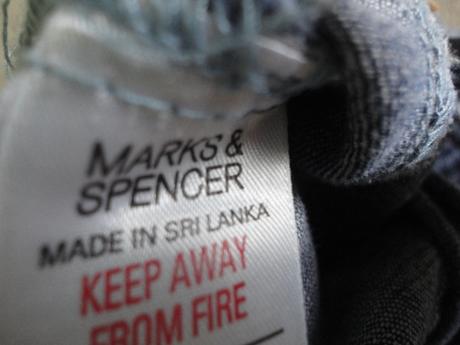 MARKS &
SPENCER
MADE IN SRI LANKA
KEEP AWAY
FROM FIRE